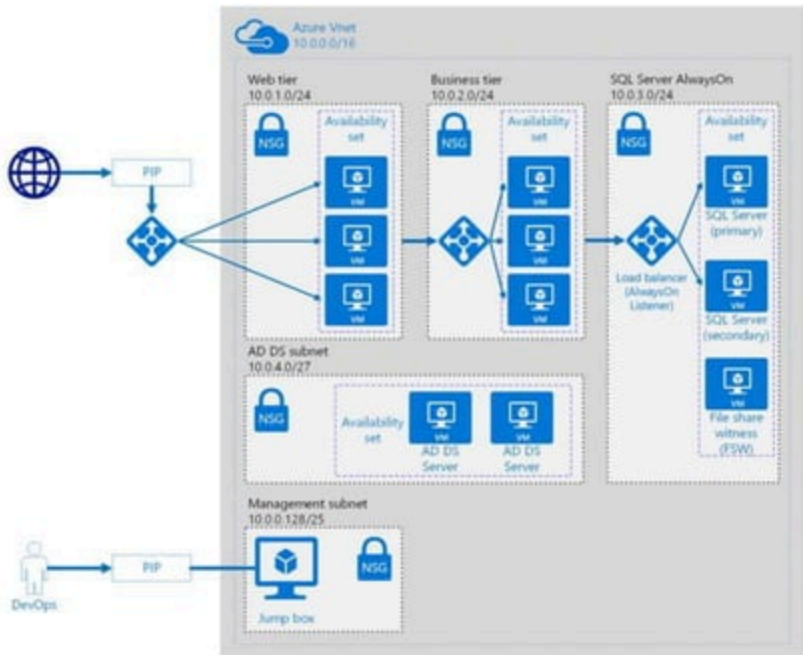 Azure Vnet
10.0.0.0/16
Web tier
10.0.1.0/24
Business tier
10.0.2.0/24
SQL Server AlwaysOn
10.0.3.0/24
NSG
Availability
set
VM
VM
VM
Availability
set
VM
VM
VM
NSG
Availability
set
VM
SQL Server
(primary)
Load balancer
(AlwaysOn
Listener)
VM
SQL Server
(secondary)
VM
File share
witness
(FSW)
PIP
AD DS subnet
10.0.4.0/27
NSG
Availability
set
VM
AD DS
Server
VM
AD DS
Server
Management subnet
10.0.0.128/25
NSG
Jump box
PIP
DevOps